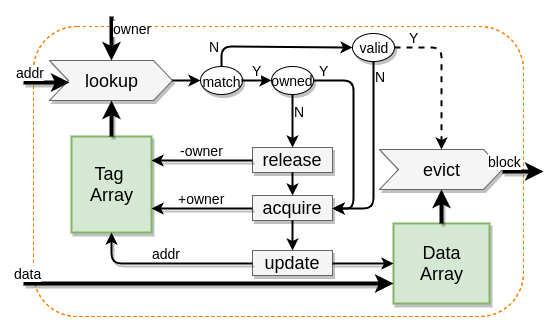 owner
N
valid
Y
addr
lookup
match
Y
owned
Y
N
N
-owner
release
block
evict
Tag
Array
+owner
acquire
addr
update
Data
Array
data